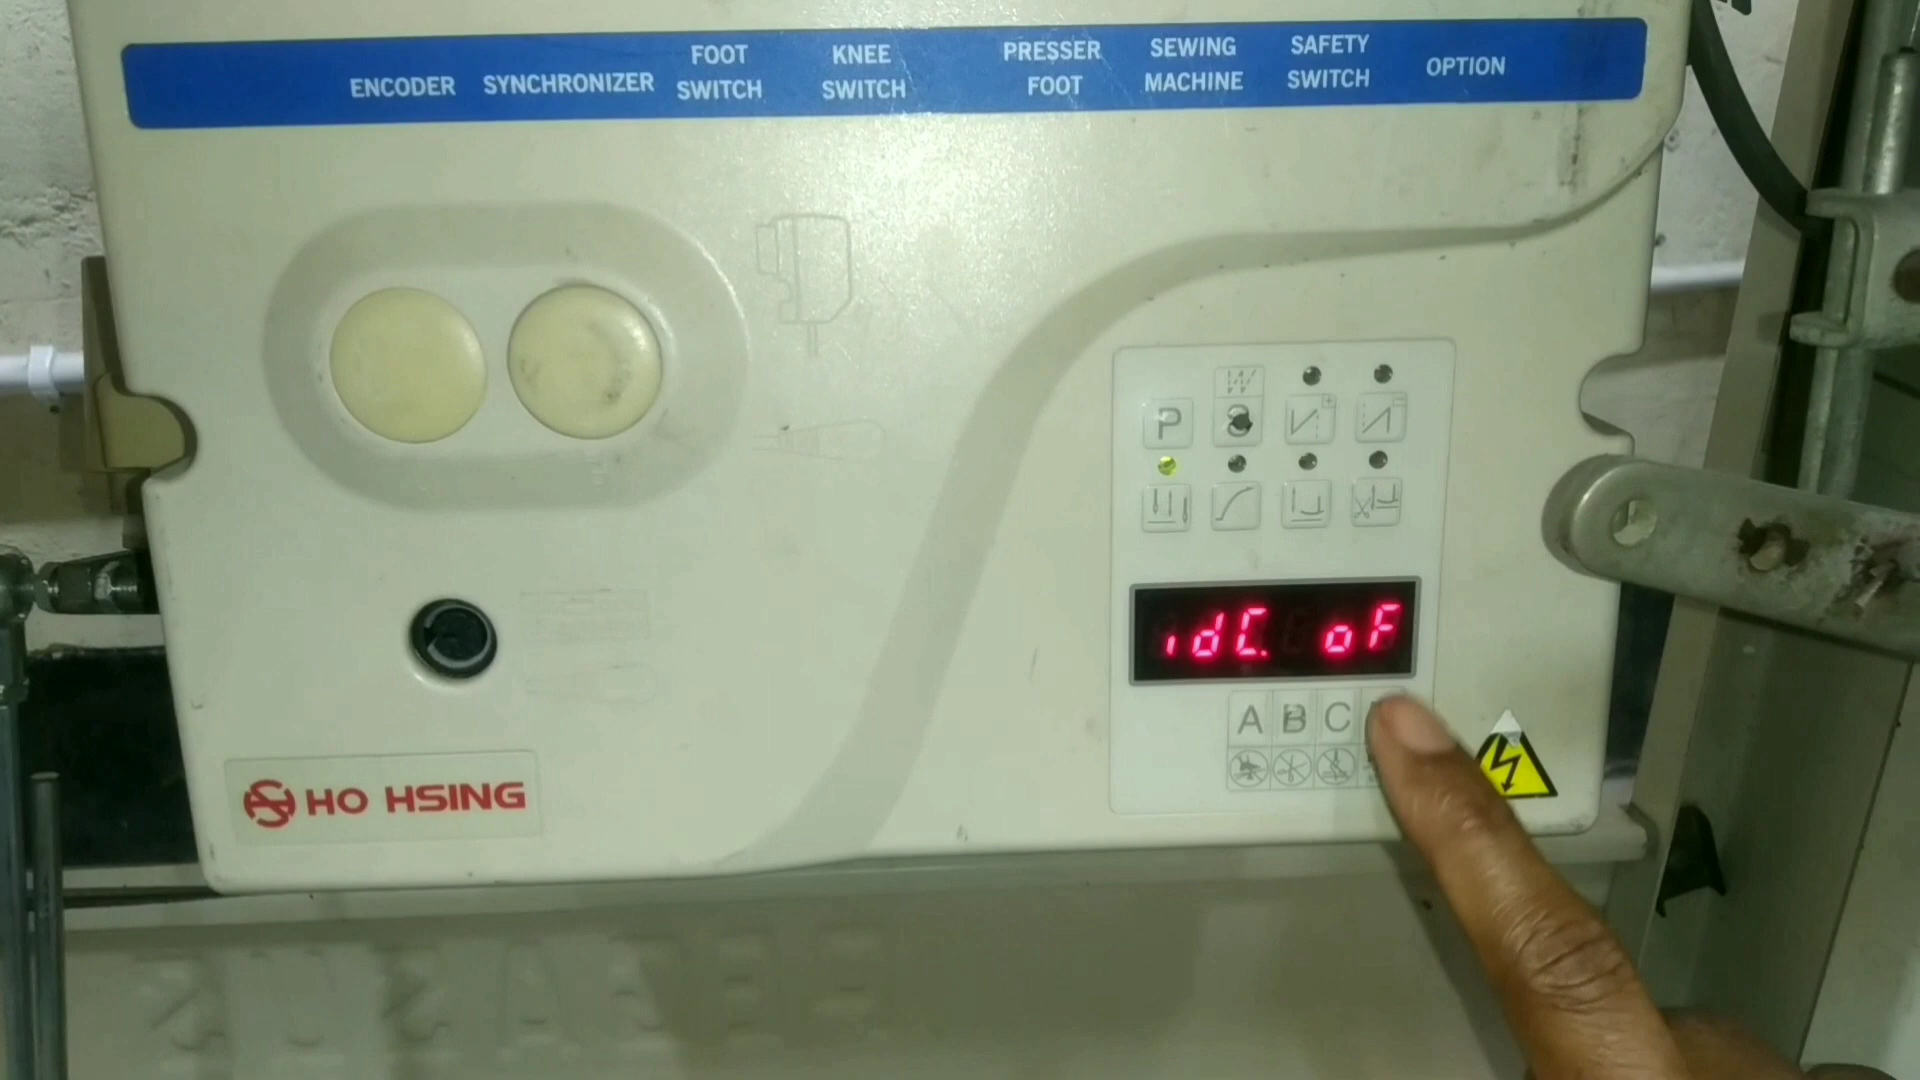 ENCODER SYNCHRONIZER FOOT SWITCH KNEE SWITCH PRESSER FOOT SEWING MACHINE SAFETY SWITCH OPTION
P S
idC. oF
A B C
HO HSING